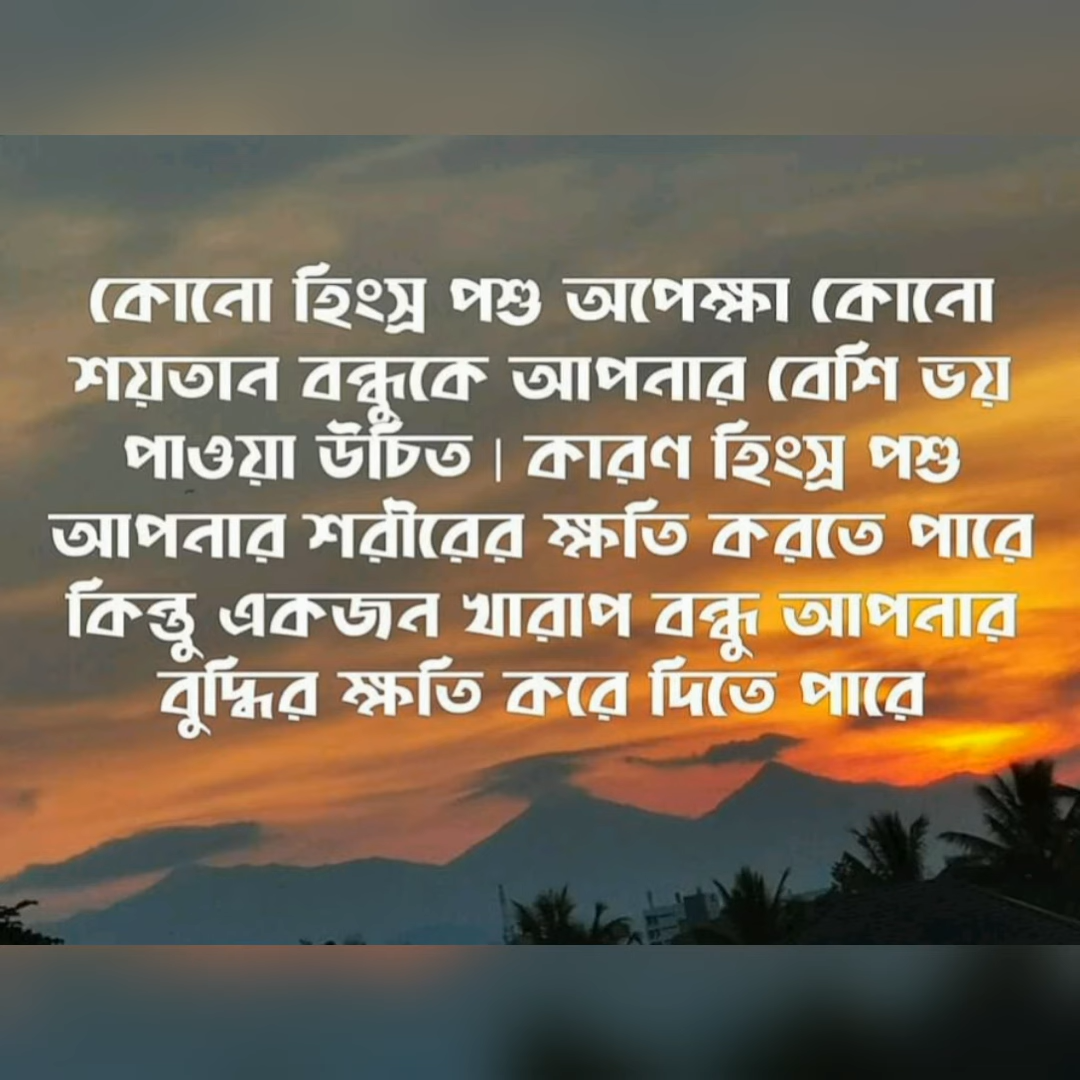 কোনো হিংস্র পশু অপেক্ষা কোনো
শয়তান বন্ধুকে আপনার বেশি ভয়
পাওয়া উচিত। কারণ হিংস্র পশু
আপনার শরীরের ক্ষতি করতে পারে
কিন্তু একজন খারাপ বন্ধু আপনার
বুদ্ধির ক্ষতি করে দিতে পারে